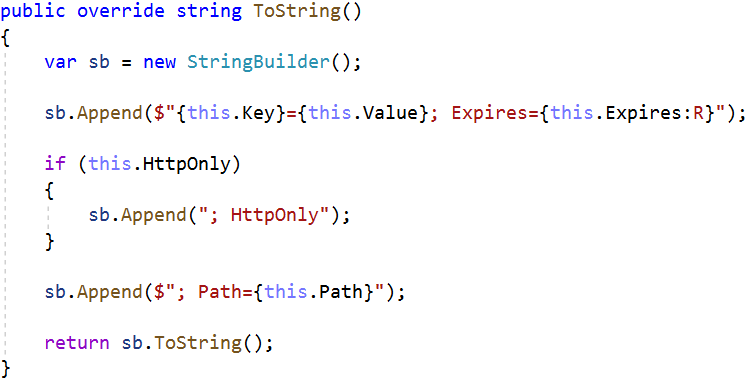 public override string ToString()
{
    var sb = new StringBuilder();

    sb.Append($"{this.Key}={this.Value}; Expires={this.Expires:R}");

    if (this.HttpOnly)
    {
        sb.Append("; HttpOnly");
    }

    sb.Append($"; Path={this.Path}");

    return sb.ToString();
}